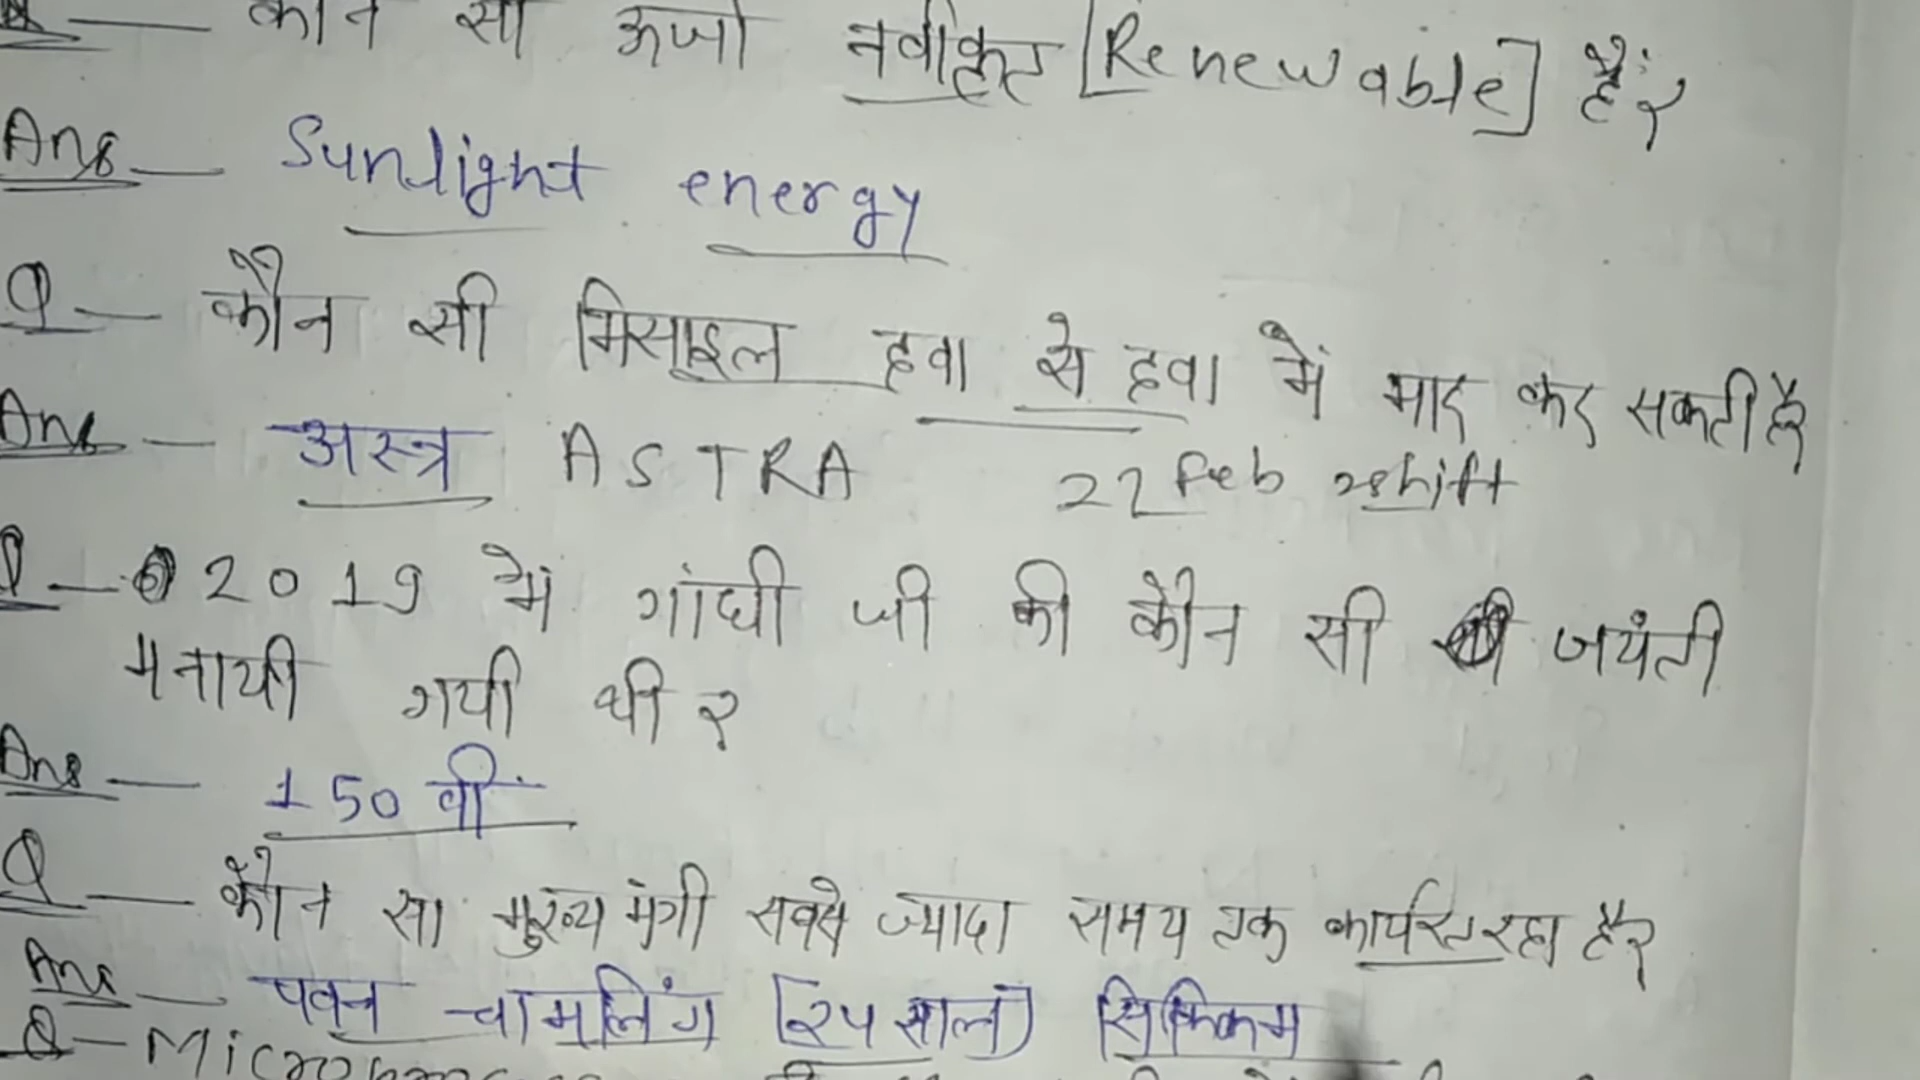 Q — कौन सी ऊर्जा नवीकृत [Renewable] है?
Ans — Sunlight energy
Q — कौन सी मिसाइल हवा से हवा में मार कर सकती है?
Ans — अस्त्र ASTRA 22 Feb 2shift
Q — 2019 में गांधी जी की कौन सी जयंती
मनायी गयी थी?
Ans — 150 वीं
Q — कौन सा मुख्य मंत्री सबसे ज्यादा समय तक कार्यरत रहा है?
Ans — पवन चामलिंग [25 साल] सिक्किम
Q —